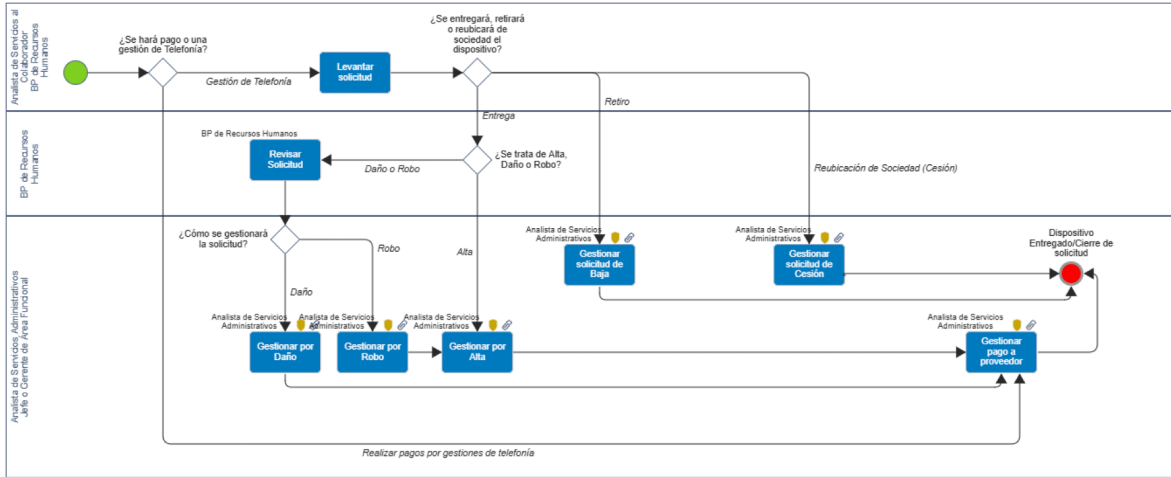 Analista de Servicios al
Colaborador
BP de Recursos
Humanos
¿Se hará pago o una
gestión de Telefonía?
Gestión de Telefonía
Levantar
solicitud
¿Se entregará, retirará
o reubicará de
sociedad el
dispositivo?
Retiro
Entrega
Reubicación de Sociedad (Cesión)
BP de Recursos
Humanos
BP de Recursos Humanos
Revisar
Solicitud
Daño o Robo
¿Se trata de Alta,
Daño o Robo?
Analista de Servicios Administrativos
Jefe o Gerente de Área Funcional
¿Cómo se gestionará
la solicitud?
Robo
Alta
Daño
Analista de Servicios
Administrativos
Gestionar
solicitud de
Baja
Analista de Servicios
Administrativos
Gestionar
solicitud de
Cesión
Dispositivo
Entregado/Cierre de
solicitud
Analista de Servicios
Administrativos
Gestionar por
Daño
Analista de Servicios
Administrativos
Gestionar por
Robo
Analista de Servicios
Administrativos
Gestionar por
Alta
Analista de Servicios
Administrativos
Gestionar
pago a
proveedor
Realizar pagos por gestiones de telefonía